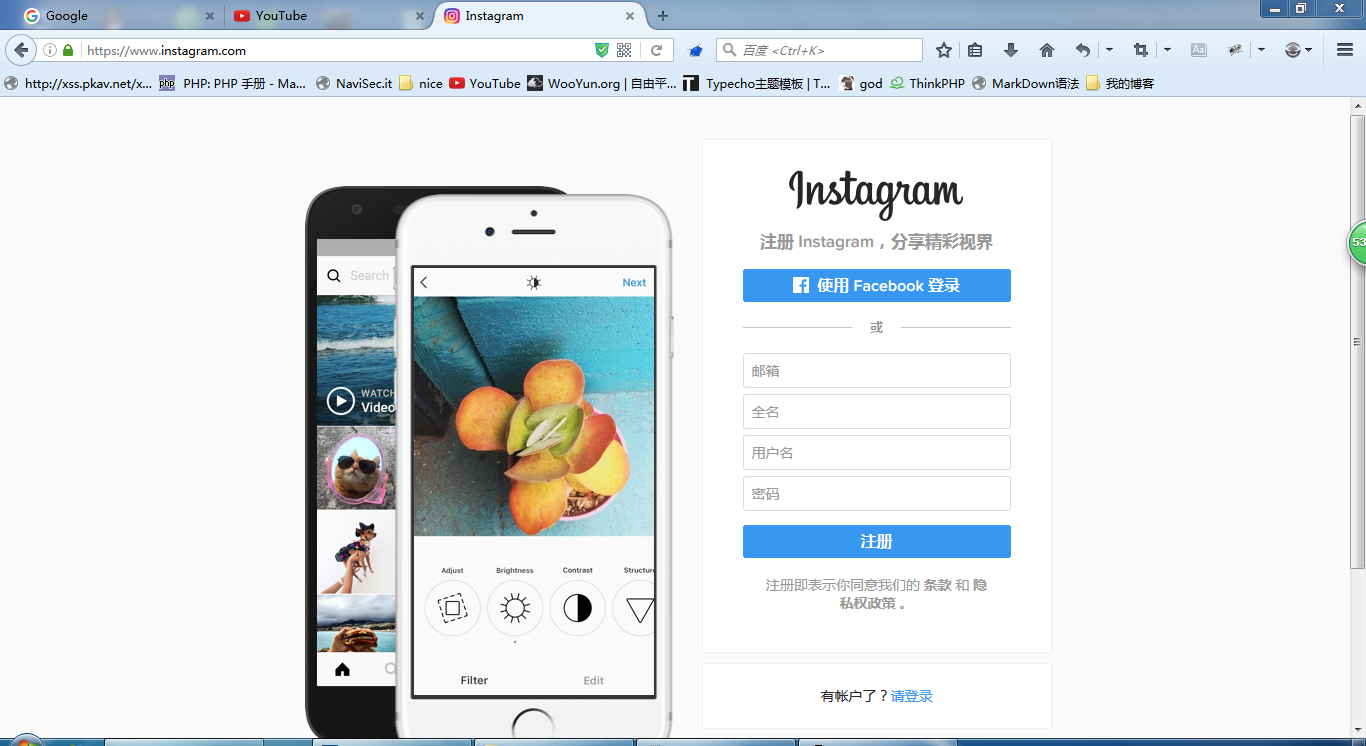 Google
YouTube
Instagram
https://www.instagram.com
百度 <Ctrl+K>
http://xss.pkav.net/x...
php
PHP: PHP 手册 - Ma...
NaviSec.it
nice
YouTube
WooYun.org | 自由平...
Typecho主题模板 | T...
god
ThinkPHP
MarkDown语法
我的博客
Search
WATCH
Video
Next
Adjust
Brightness
Contrast
Structur
Filter
Edit
Instagram
注册 Instagram，分享精彩视界
使用 Facebook 登录
或
邮箱
全名
用户名
密码
注册
注册即表示你同意我们的 条款 和 隐
私权政策 。
有帐户了？请登录
53